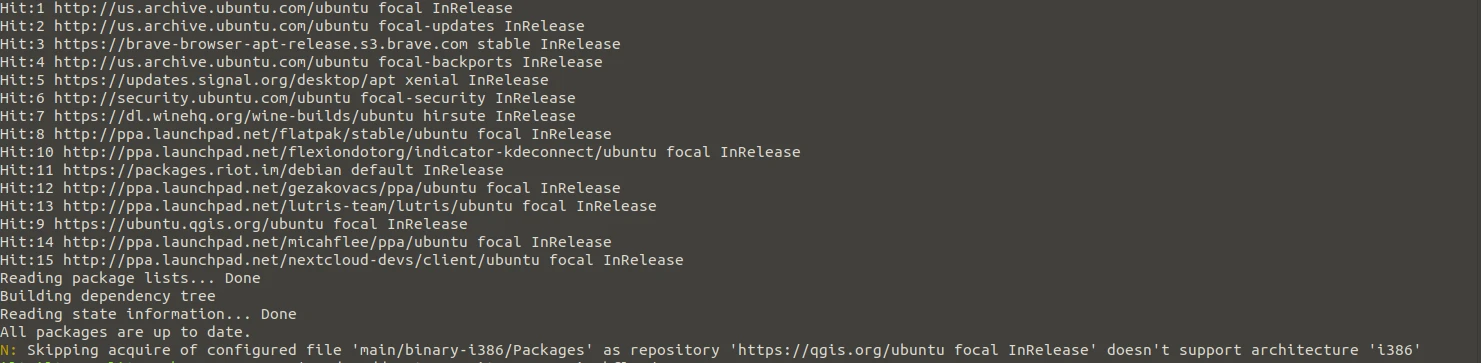 Hit:1 http://us.archive.ubuntu.com/ubuntu focal InRelease
Hit:2 http://us.archive.ubuntu.com/ubuntu focal-updates InRelease
Hit:3 https://brave-browser-apt-release.s3.brave.com stable InRelease
Hit:4 http://us.archive.ubuntu.com/ubuntu focal-backports InRelease
Hit:5 https://updates.signal.org/desktop/apt xenial InRelease
Hit:6 http://security.ubuntu.com/ubuntu focal-security InRelease
Hit:7 https://dl.winehq.org/wine-builds/ubuntu hirsute InRelease
Hit:8 http://ppa.launchpad.net/flatpak/stable/ubuntu focal InRelease
Hit:10 http://ppa.launchpad.net/flexiondotorg/indicator-kdeconnect/ubuntu focal InRelease
Hit:11 https://packages.riot.im/debian default InRelease
Hit:12 http://ppa.launchpad.net/gezakovacs/ppa/ubuntu focal InRelease
Hit:13 http://ppa.launchpad.net/lutris-team/lutris/ubuntu focal InRelease
Hit:9 https://ubuntu.qgis.org/ubuntu focal InRelease
Hit:14 http://ppa.launchpad.net/micahflee/ppa/ubuntu focal InRelease
Hit:15 http://ppa.launchpad.net/nextcloud-devs/client/ubuntu focal InRelease
Reading package lists... Done
Building dependency tree
Reading state information... Done
All packages are up to date.
N: Skipping acquire of configured file 'main/binary-i386/Packages' as repository 'https://qgis.org/ubuntu focal InRelease' doesn't support architecture 'i386'